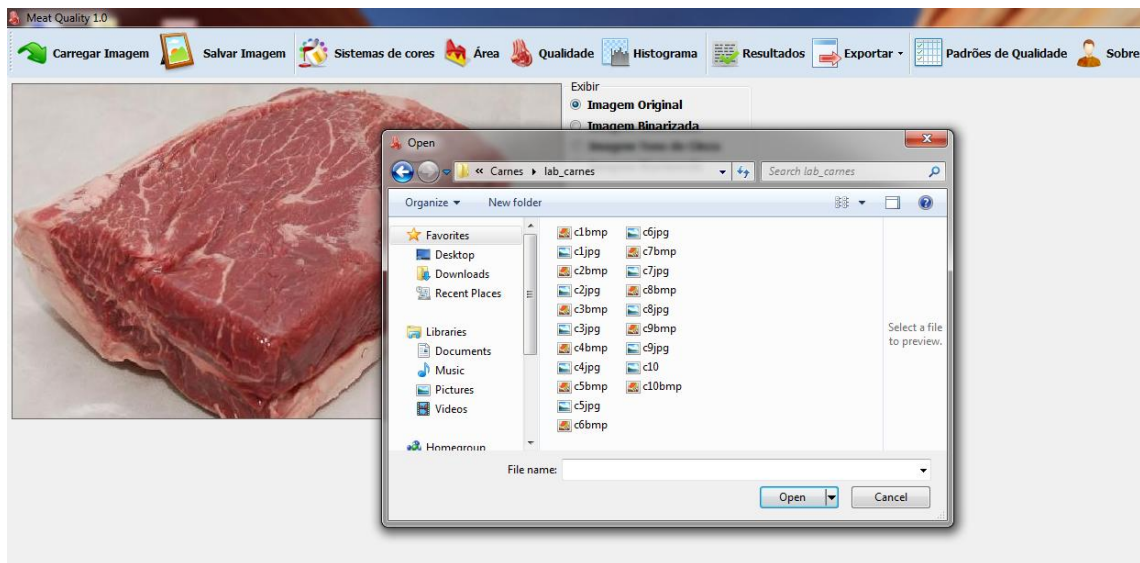 Meat Quality 1.0
Carregar Imagem Salvar Imagem Sistemas de cores Área Qualidade Histograma Resultados Exportar Padrões de Qualidade Sobre
Exibir
Imagem Original
Imagem Binarizada
Open
« Carnes lab_carnes
Search lab_carnes
Organize New folder
Favorites
Desktop
Downloads
Recent Places
Libraries
Documents
Music
Pictures
Videos
Homegroup
c1bmp
c1jpg
c2bmp
c2jpg
c3bmp
c3jpg
c4bmp
c4jpg
c5bmp
c5jpg
c6bmp
c6jpg
c7bmp
c7jpg
c8bmp
c8jpg
c9bmp
c9jpg
c10
c10bmp
Select a file
to preview.
File name:
Open Cancel